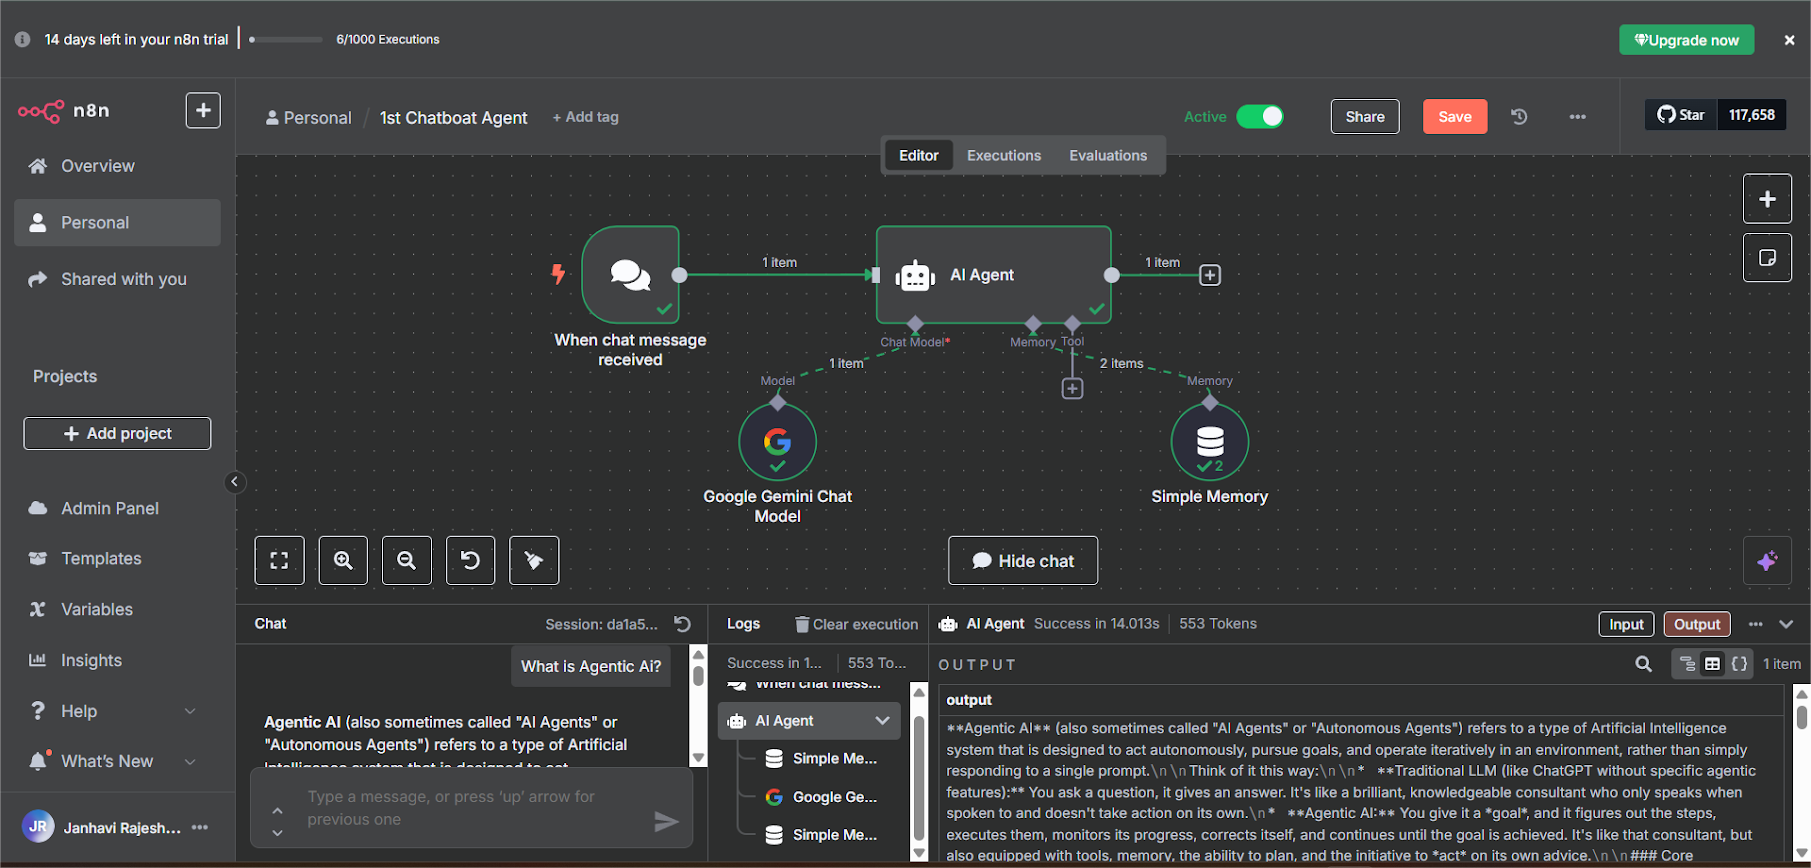 14 days left in your n8n trial
6/1000 Executions
Upgrade now
n8n
Personal / 1st Chatboat Agent + Add tag
Active
Share
Save
Star 117,658
Editor Executions Evaluations
Overview
Personal
Shared with you
Projects
Add project
Admin Panel
Templates
Variables
Insights
Help
What's New
JR Janhavi Rajesh...
1 item
AI Agent
1 item
When chat message
received
Chat Model*
Memory
Tool
1 item
2 items
Model
Memory
2
Google Gemini Chat
Model
Simple Memory
Hide chat
Chat
Session: da1a5...
What is Agentic Ai?
Agentic AI (also sometimes called "AI Agents" or
"Autonomous Agents") refers to a type of Artificial
Intelligence system that is designed to act
Type a message, or press 'up' arrow for
previous one
Logs
Clear execution
Success in 1...
553 To...
When chat mess...
AI Agent
Simple Me...
Google Ge...
Simple Me...
AI Agent Success in 14.013s 553 Tokens
Input
Output
OUTPUT
1 item
output
**Agentic AI** (also sometimes called "AI Agents" or "Autonomous Agents") refers to a type of Artificial Intelligence
system that is designed to act autonomously, pursue goals, and operate iteratively in an environment, rather than simply
responding to a single prompt.\n\nThink of it this way:\n\n* **Traditional LLM (like ChatGPT without specific agentic
features):** You ask a question, it gives an answer. It's like a brilliant, knowledgeable consultant who only speaks when
spoken to and doesn't take action on its own.\n* **Agentic AI:** You give it a *goal*, and it figures out the steps,
executes them, monitors its progress, corrects itself, and continues until the goal is achieved. It's like that consultant, but
also equipped with tools, memory, the ability to plan, and the initiative to *act* on its own advice.\n\n### Core